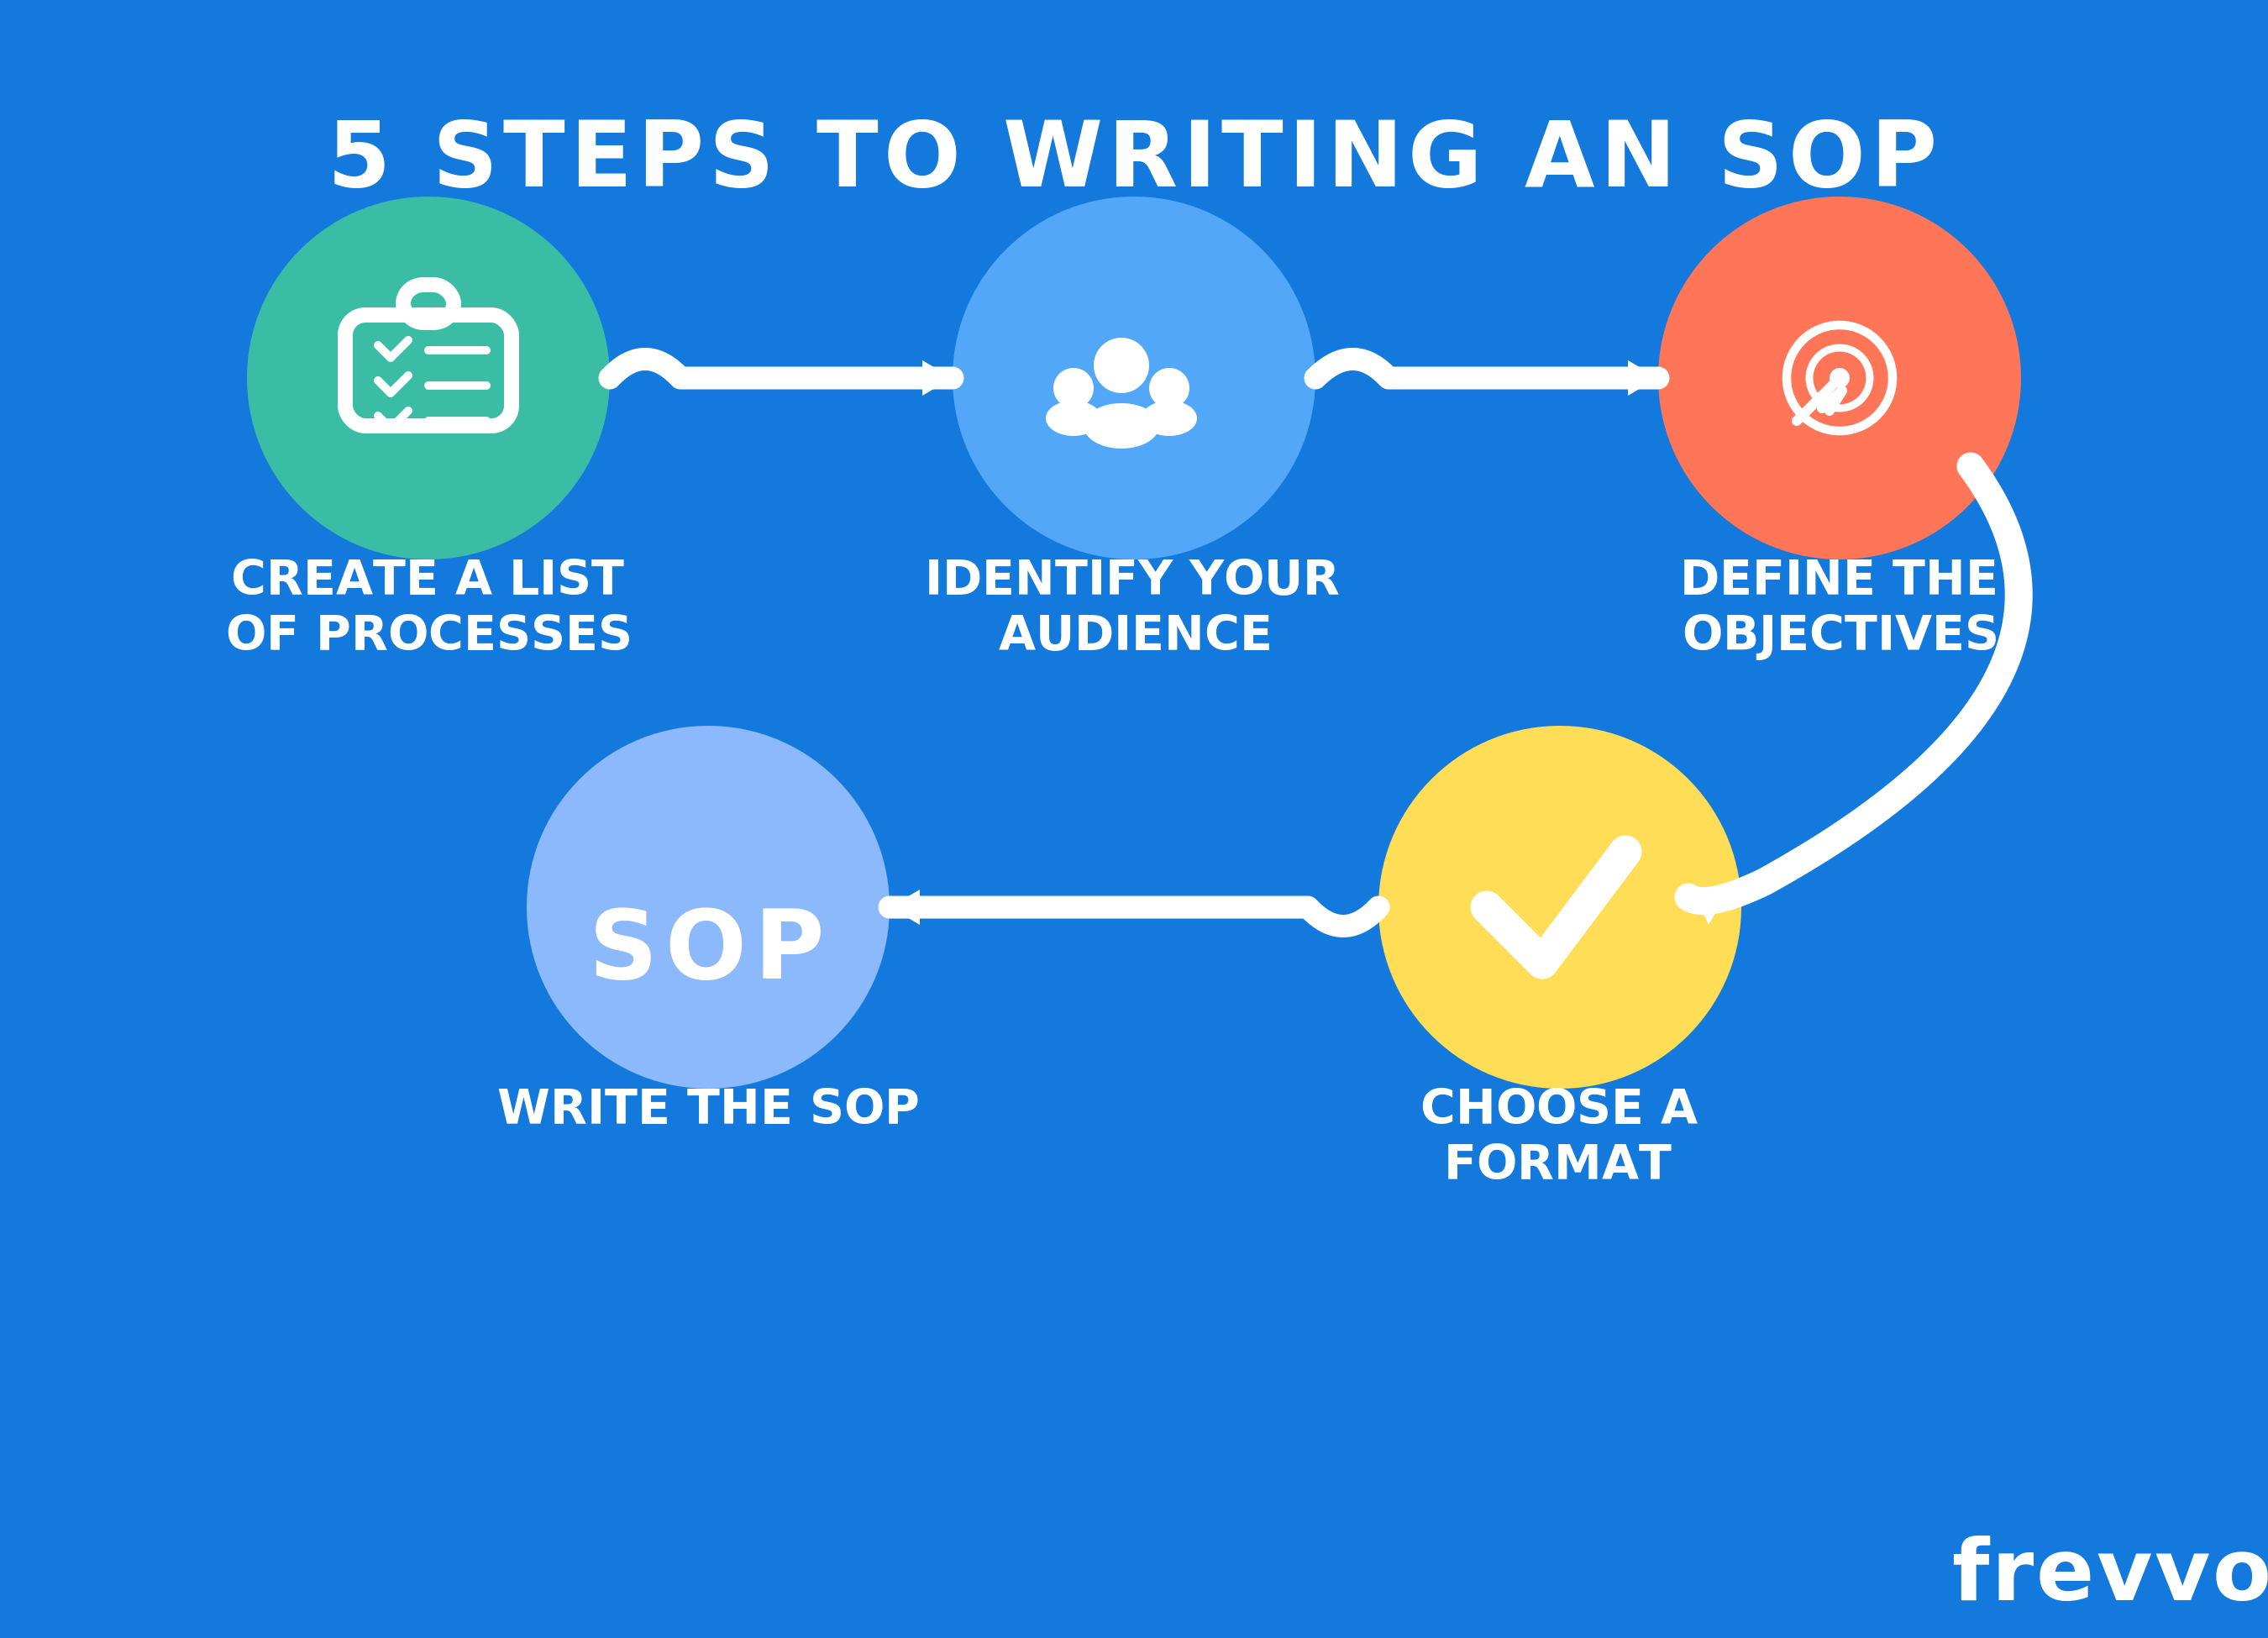 5 STEPS TO WRITING AN SOP
CREATE A LIST
OF PROCESSES
IDENTIFY YOUR
AUDIENCE
DEFINE THE
OBJECTIVES
SOP
WRITE THE SOP
CHOOSE A
FORMAT
frevvo